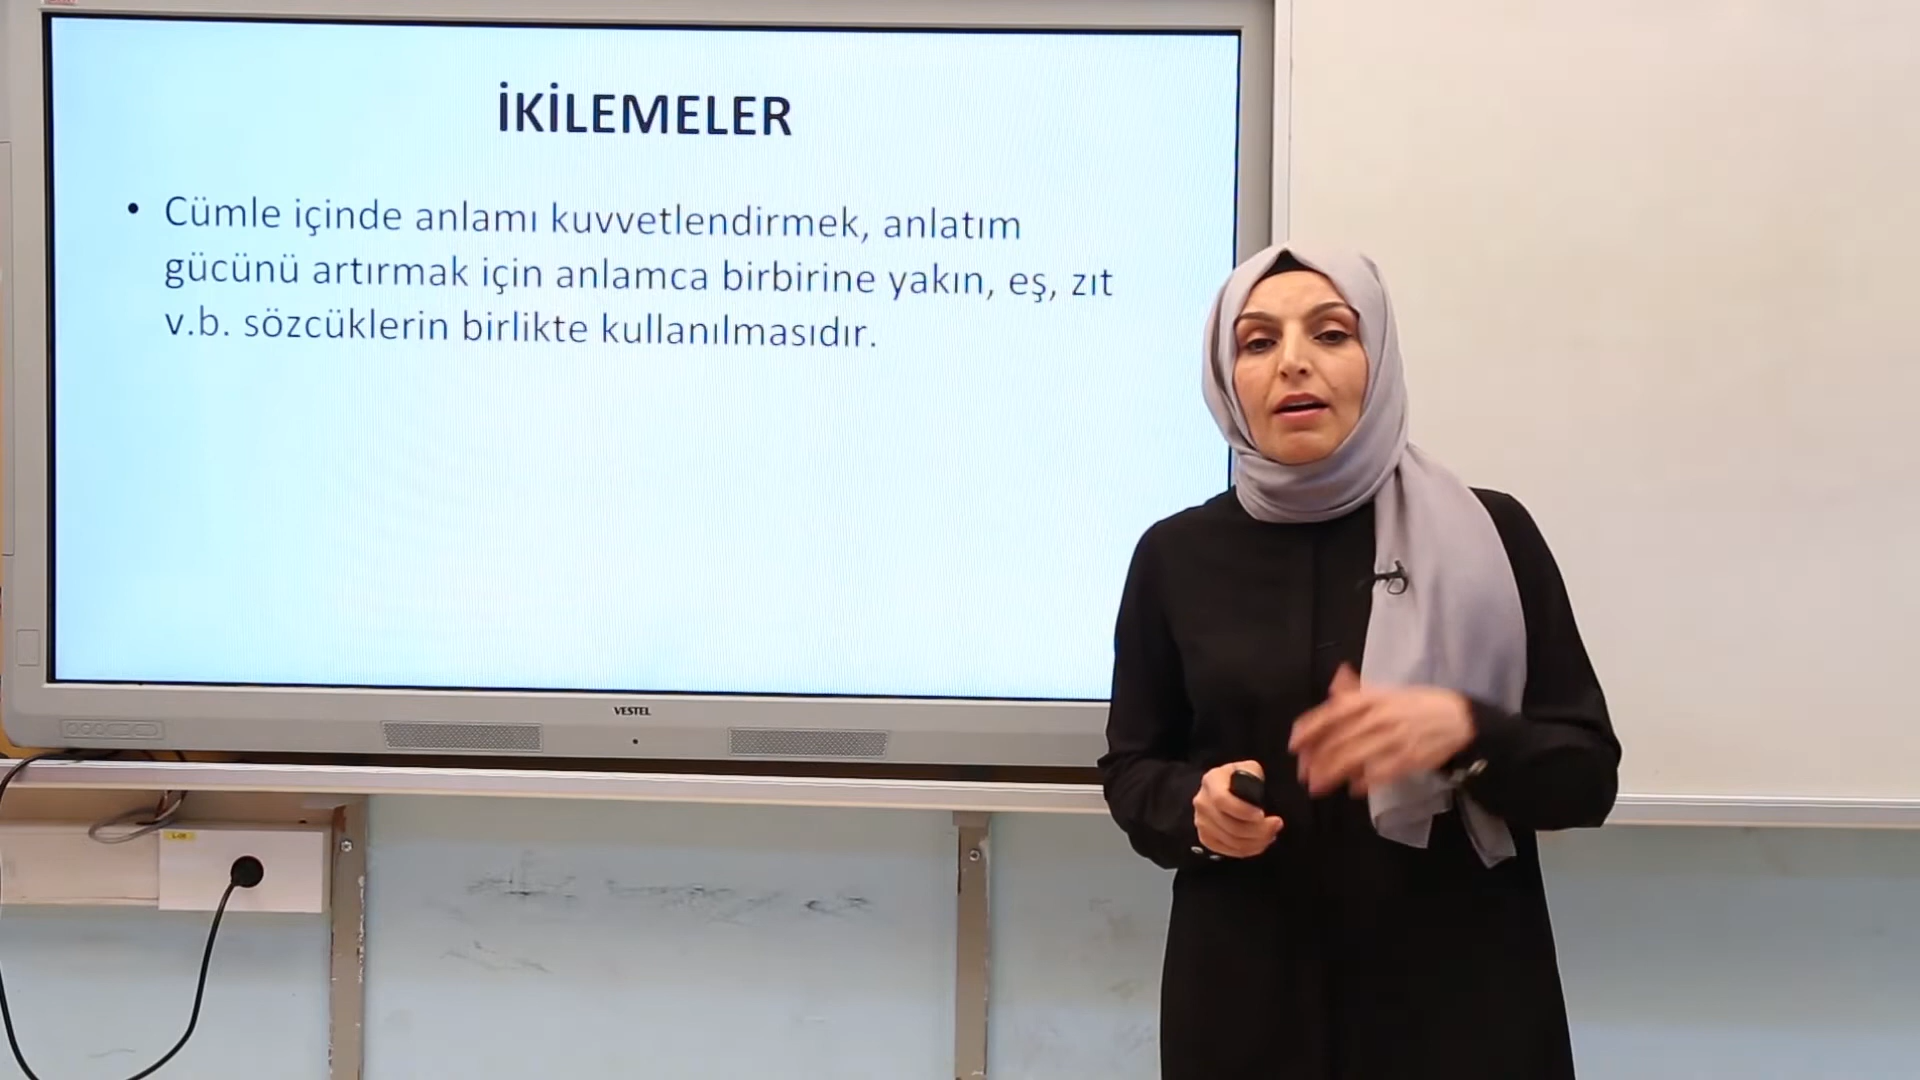 İKİLEMELER
• Cümle içinde anlamı kuvvetlendirmek, anlatım
gücünü artırmak için anlamca birbirine yakın, eş, zıt
v.b. sözcüklerin birlikte kullanılmasıdır.
VESTEL